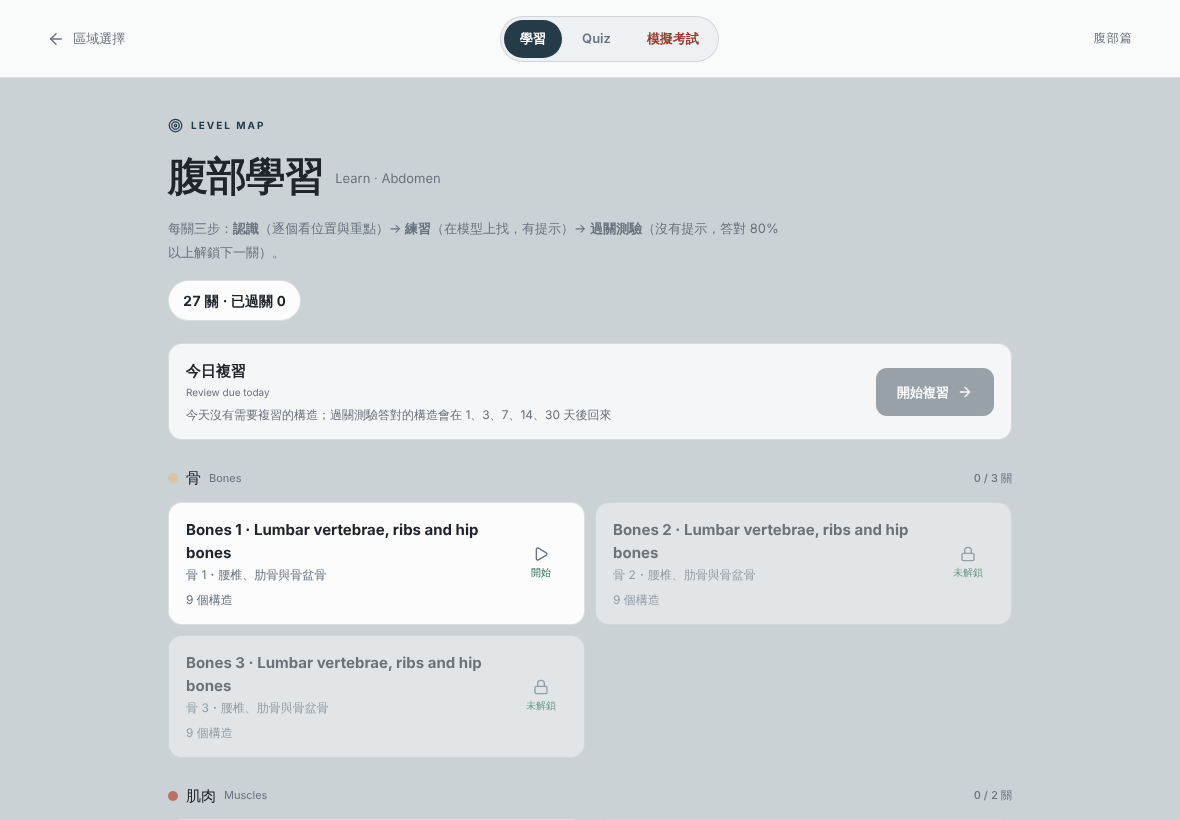 區域選擇
學習
Quiz
模擬考試
腹部篇
LEVEL MAP
腹部學習 Learn · Abdomen
每關三步：認識（逐個看位置與重點）→ 練習（在模型上找，有提示）→ 過關測驗（沒有提示，答對 80%
以上解鎖下一關）。
27 關 · 已過關 0
今日複習
Review due today
今天沒有需要複習的構造；過關測驗答對的構造會在 1、3、7、14、30 天後回來
開始複習 →
骨 Bones
0 / 3 關
Bones 1 · Lumbar vertebrae, ribs and hip
bones
骨 1・腰椎、肋骨與骨盆骨
9 個構造
開始
Bones 2 · Lumbar vertebrae, ribs and hip
bones
骨 2・腰椎、肋骨與骨盆骨
9 個構造
未解鎖
Bones 3 · Lumbar vertebrae, ribs and hip
bones
骨 3・腰椎、肋骨與骨盆骨
9 個構造
未解鎖
肌肉 Muscles
0 / 2 關